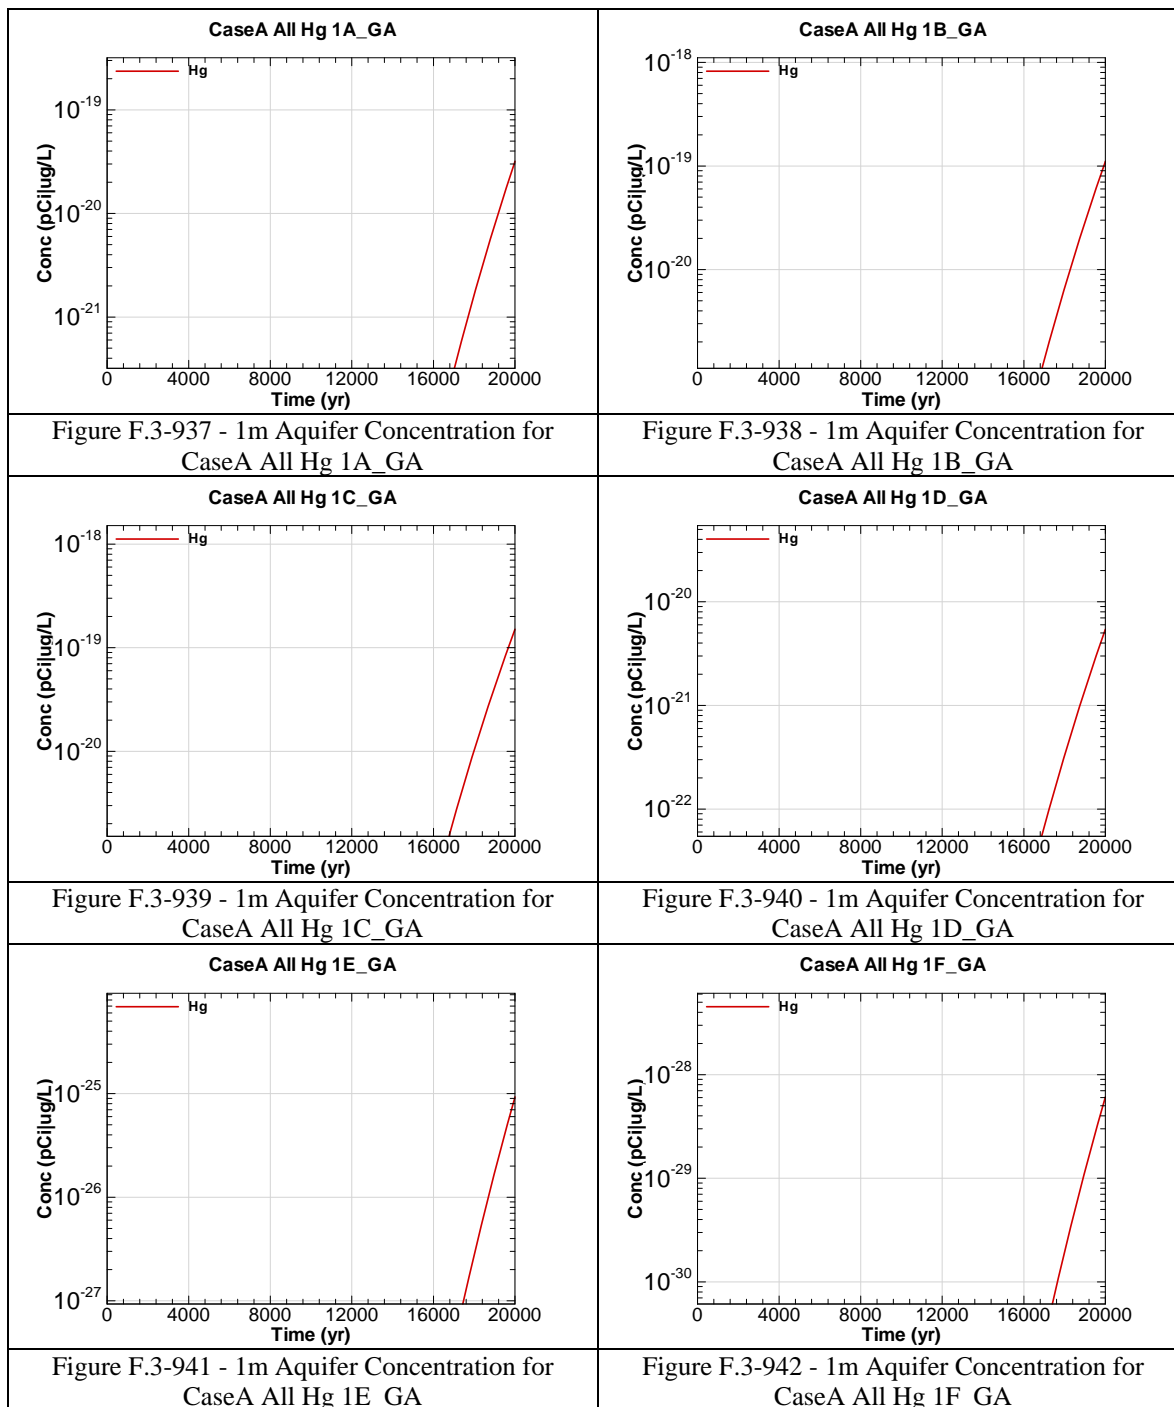 CaseA All Hg 1A_GA
Hg
10-19
10-20
10-21
Conc (pCi|ug/L)
0 4000 8000 12000 16000 20000
Time (yr)
Figure F.3-937 - 1m Aquifer Concentration for
CaseA All Hg 1A_GA
CaseA All Hg 1B_GA
Hg
10-18
10-19
10-20
Conc (pCi|ug/L)
0 4000 8000 12000 16000 20000
Time (yr)
Figure F.3-938 - 1m Aquifer Concentration for
CaseA All Hg 1B_GA
CaseA All Hg 1C_GA
Hg
10-18
10-19
10-20
Conc (pCi|ug/L)
0 4000 8000 12000 16000 20000
Time (yr)
Figure F.3-939 - 1m Aquifer Concentration for
CaseA All Hg 1C_GA
CaseA All Hg 1D_GA
Hg
10-20
10-21
10-22
Conc (pCi|ug/L)
0 4000 8000 12000 16000 20000
Time (yr)
Figure F.3-940 - 1m Aquifer Concentration for
CaseA All Hg 1D_GA
CaseA All Hg 1E_GA
Hg
10-25
10-26
10-27
Conc (pCi|ug/L)
0 4000 8000 12000 16000 20000
Time (yr)
Figure F.3-941 - 1m Aquifer Concentration for
CaseA All Hg 1E_GA
CaseA All Hg 1F_GA
Hg
10-28
10-29
10-30
Conc (pCi|ug/L)
0 4000 8000 12000 16000 20000
Time (yr)
Figure F.3-942 - 1m Aquifer Concentration for
CaseA All Hg 1F_GA